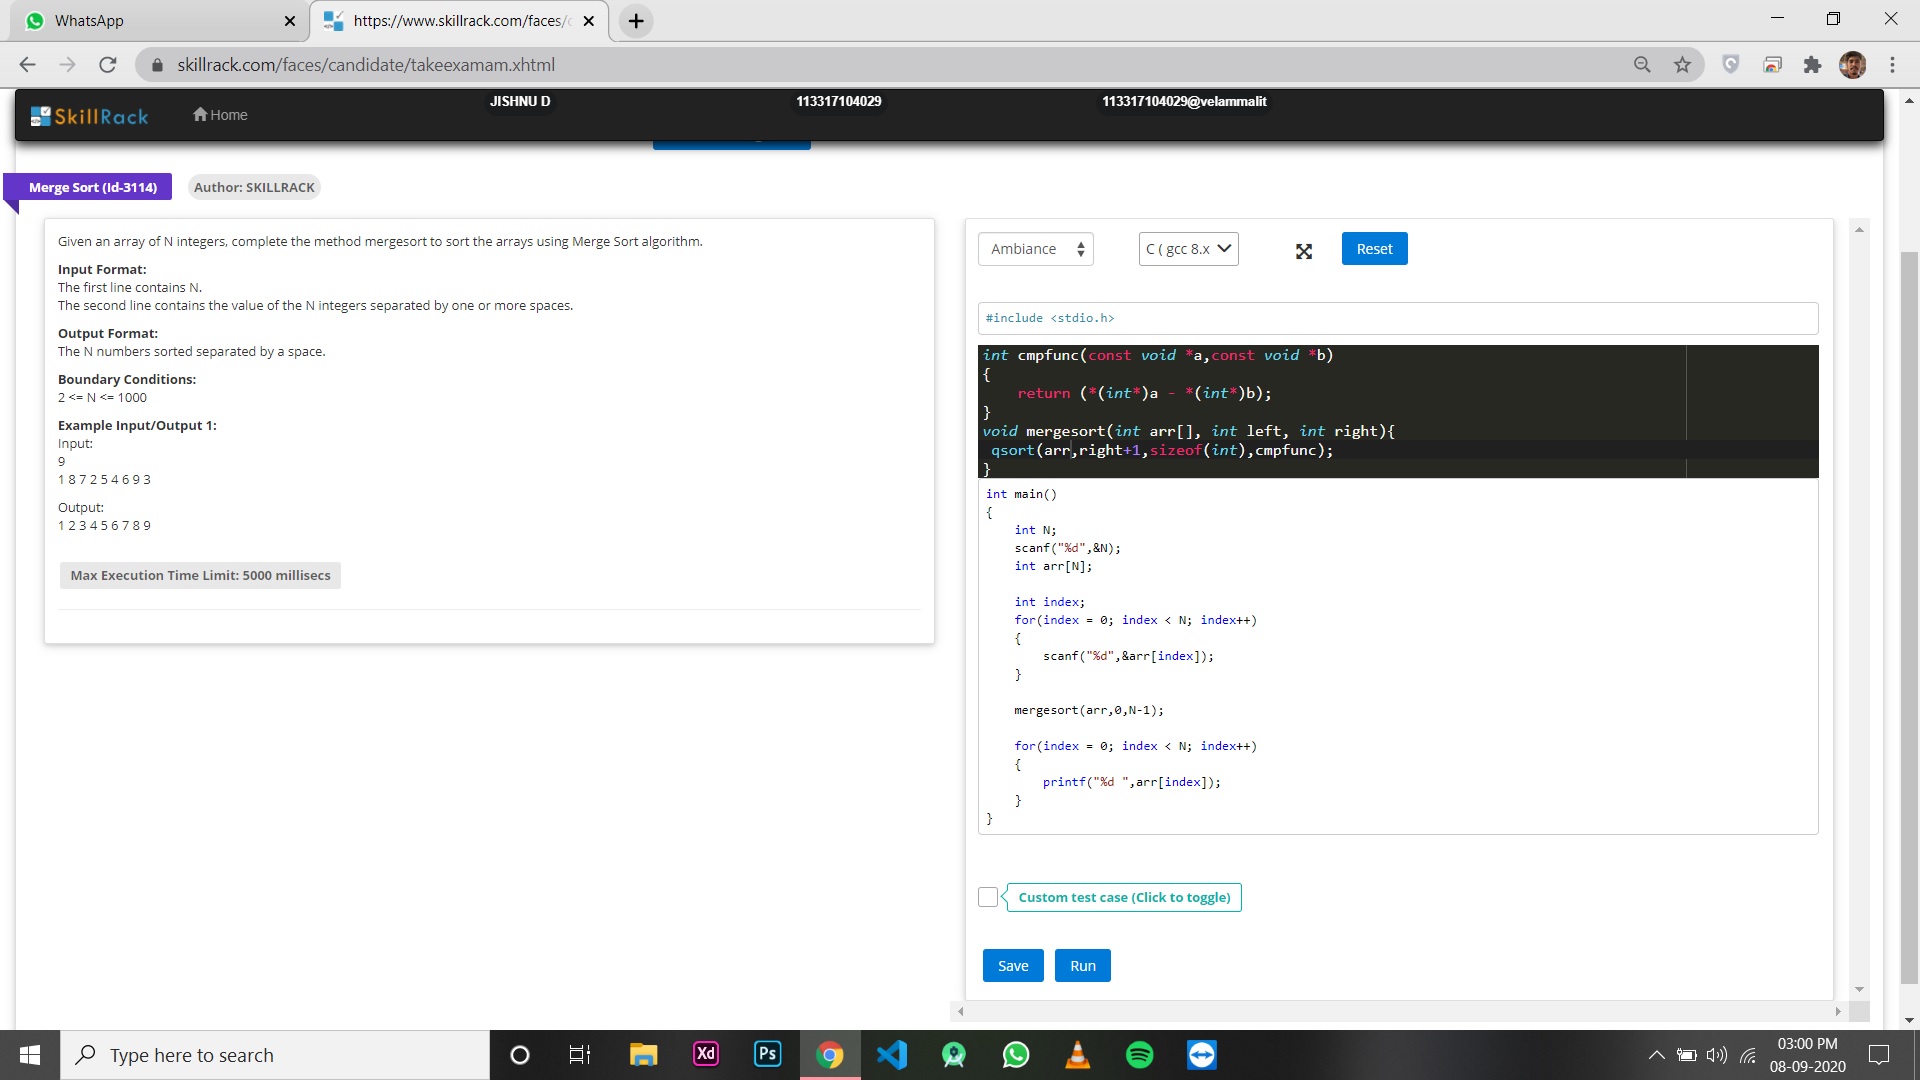 WhatsApp
https://www.skillrack.com/faces/
skillrack.com/faces/candidate/takeexamam.xhtml
SkillRack
Home
JISHNU D
113317104029
113317104029@velammalit
Merge Sort (Id-3114)
Author: SKILLRACK
Given an array of N integers, complete the method mergesort to sort the arrays using Merge Sort algorithm.
Input Format:
The first line contains N.
The second line contains the value of the N integers separated by one or more spaces.
Output Format:
The N numbers sorted separated by a space.
Boundary Conditions:
2 <= N <= 1000
Example Input/Output 1:
Input:
9
1 8 7 2 5 4 6 9 3
Output:
1 2 3 4 5 6 7 8 9
Max Execution Time Limit: 5000 millisecs
Ambiance
C ( gcc 8.x
Reset
#include <stdio.h>
int cmpfunc(const void *a,const void *b)
{
    return (*(int*)a - *(int*)b);
}
void mergesort(int arr[], int left, int right){
 qsort(arr,right+1,sizeof(int),cmpfunc);
}
int main()
{
    int N;
    scanf("%d",&N);
    int arr[N];
    int index;
    for(index = 0; index < N; index++)
    {
        scanf("%d",&arr[index]);
    }
    mergesort(arr,0,N-1);
    for(index = 0; index < N; index++)
    {
        printf("%d ",arr[index]);
    }
}
Custom test case (Click to toggle)
Save
Run
Type here to search
Xd
Ps
03:00 PM
08-09-2020